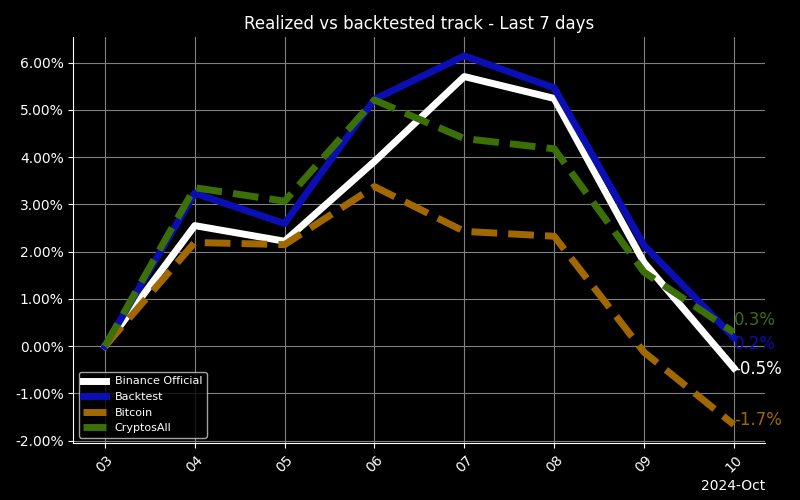 Realized vs backtested track - Last 7 days
6.00%
5.00%
4.00%
3.00%
2.00%
1.00%
0.00%
-1.00%
-2.00%
0.3%
0.2%
-0.5%
-1.7%
Binance Official
Backtest
Bitcoin
CryptosAll
03 04 05 06 07 08 09 10
2024-Oct